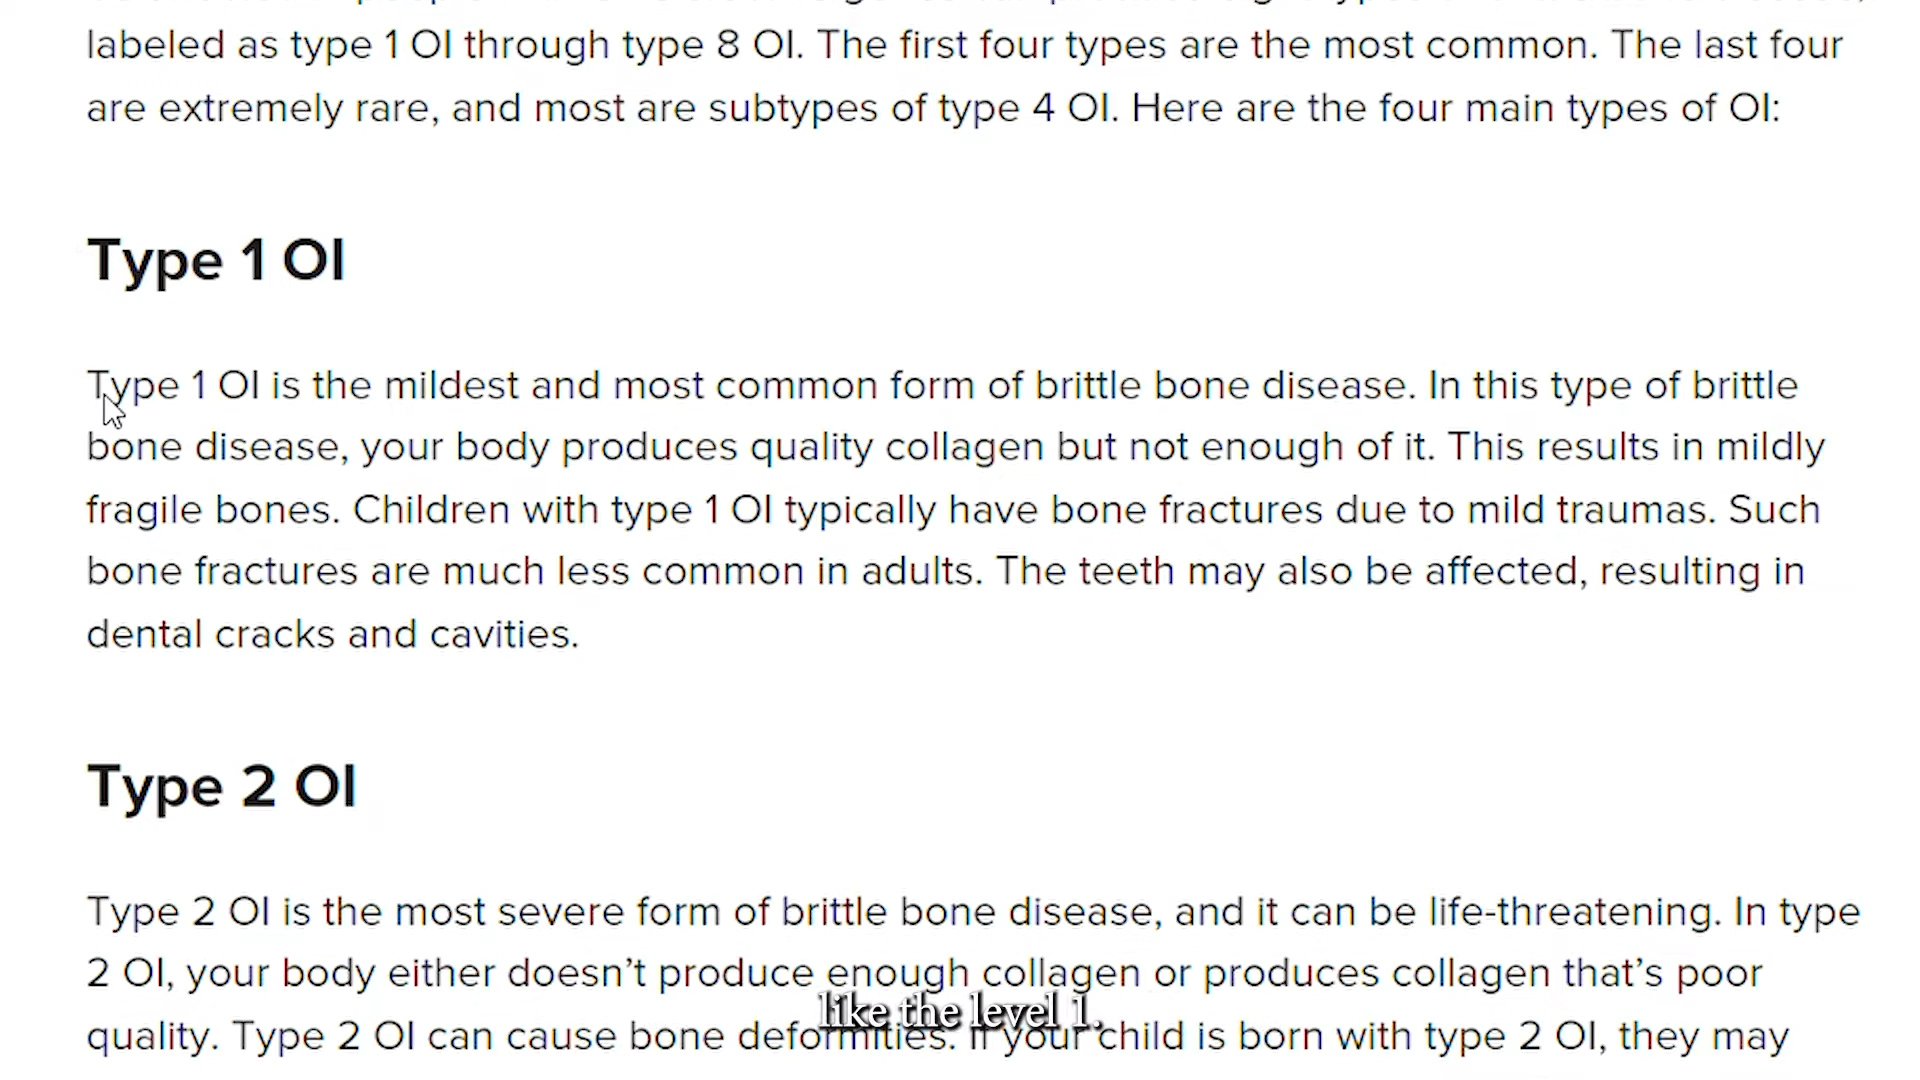 labeled as type 1 OI through type 8 OI. The first four types are the most common. The last four
are extremely rare, and most are subtypes of type 4 OI. Here are the four main types of OI:
Type 1 OI
Type 1 OI is the mildest and most common form of brittle bone disease. In this type of brittle
bone disease, your body produces quality collagen but not enough of it. This results in mildly
fragile bones. Children with type 1 OI typically have bone fractures due to mild traumas. Such
bone fractures are much less common in adults. The teeth may also be affected, resulting in
dental cracks and cavities.
Type 2 OI
Type 2 OI is the most severe form of brittle bone disease, and it can be life-threatening. In type
2 OI, your body either doesn’t produce enough collagen or produces collagen that’s poor
like the level 1.
quality. Type 2 OI can cause bone deformities. If your child is born with type 2 OI, they may